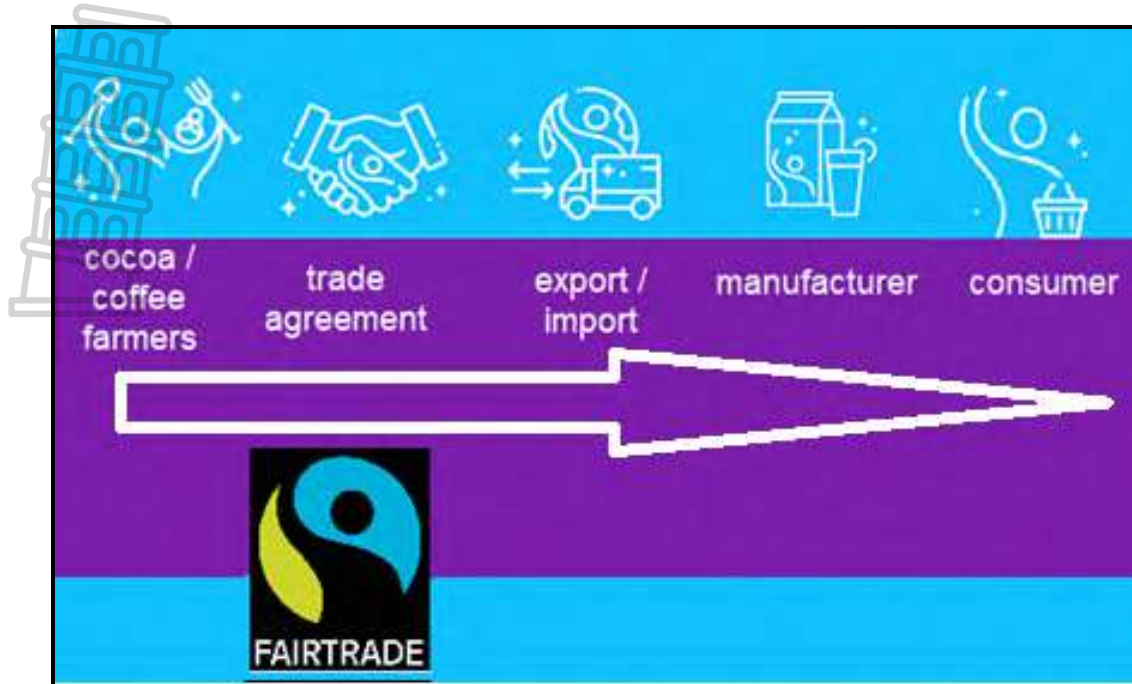 cocoa /
coffee
farmers
trade
agreement
export /
import
manufacturer
consumer
FAIRTRADE